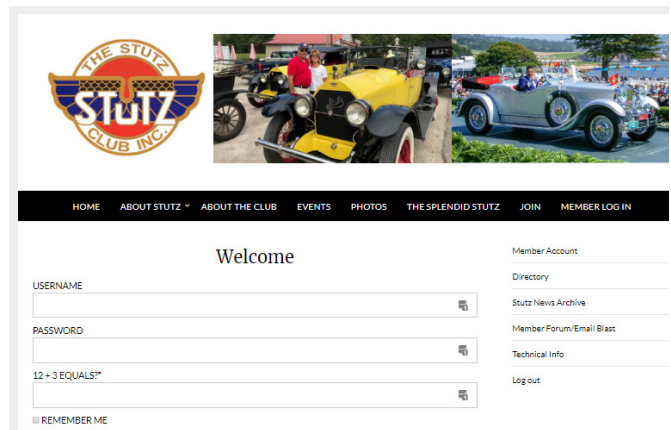 THE STUTZ
STUTZ
CLUB INC.
HOME ABOUT STUTZ ABOUT THE CLUB EVENTS PHOTOS THE SPLENDID STUTZ JOIN MEMBER LOG IN
Welcome
USERNAME
PASSWORD
12 + 3 EQUALS?*
REMEMBER ME
Member Account
Directory
Stutz News Archive
Member Forum/Email Blast
Technical Info
Log out